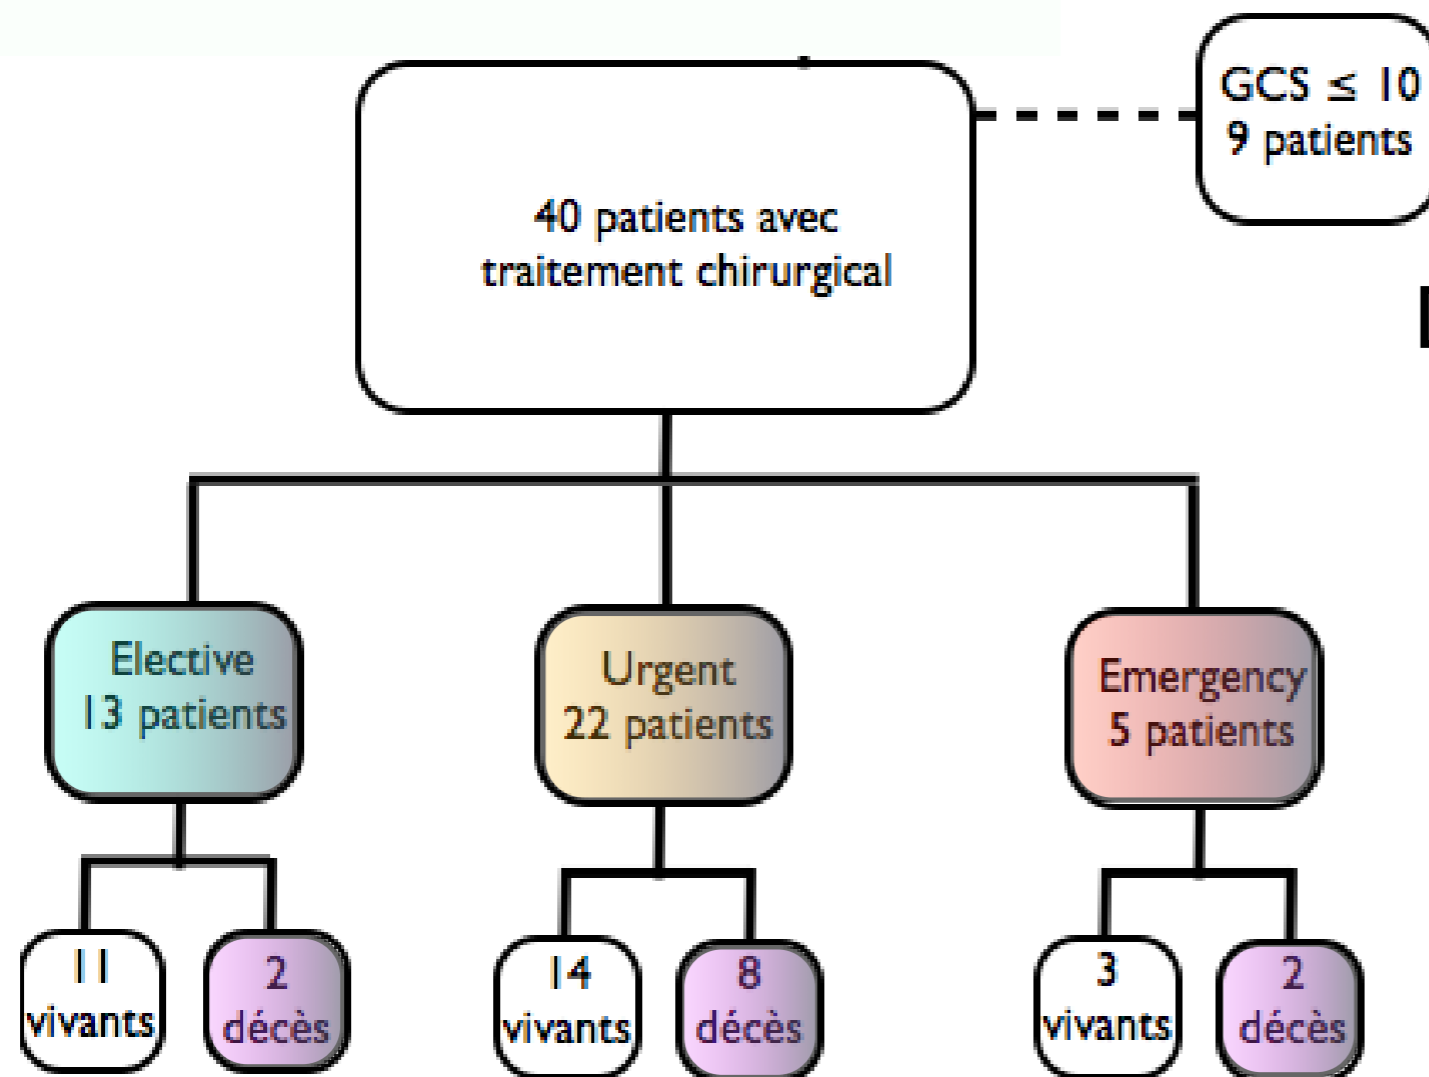 GCS ≤ 10
9 patients
40 patients avec
traitement chirurgical
Elective
13 patients
Urgent
22 patients
Emergency
5 patients
11
vivants
2
décès
14
vivants
8
décès
3
vivants
2
décès